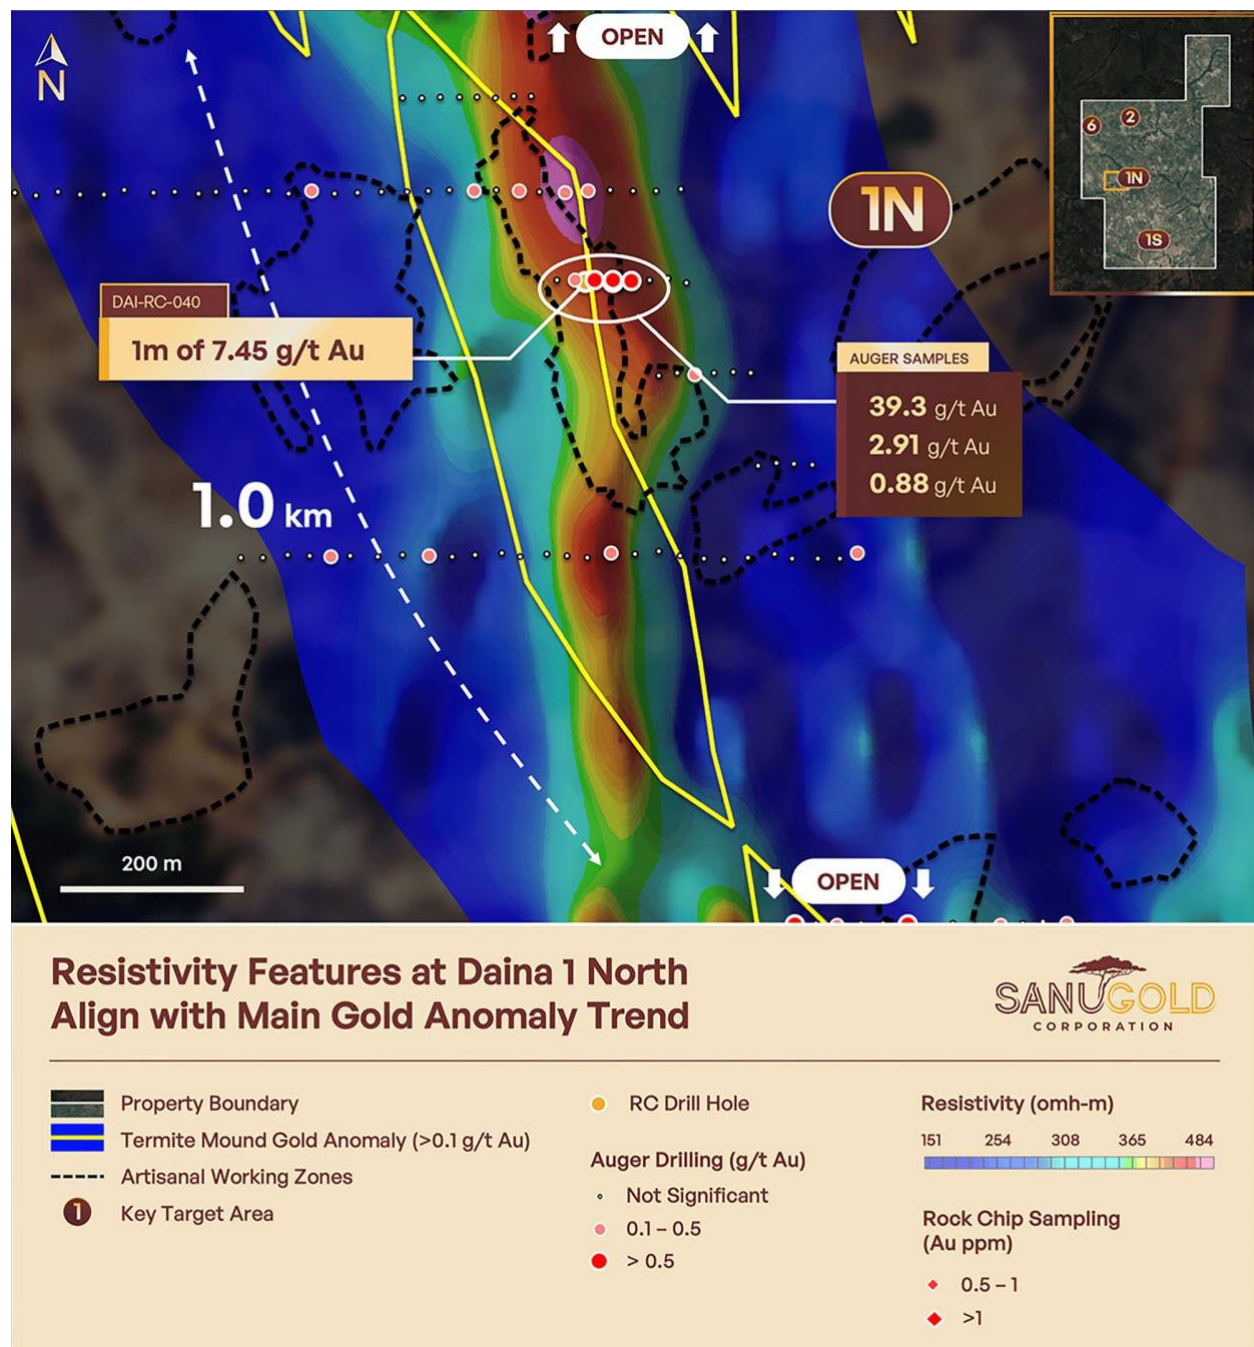 OPEN
N
6
2
1N
1S
1N
DAI-RC-040
1m of 7.45 g/t Au
AUGER SAMPLES
39.3 g/t Au
2.91 g/t Au
0.88 g/t Au
1.0 km
200 m
OPEN
Resistivity Features at Daina 1 North
Align with Main Gold Anomaly Trend
SANUGOLD
CORPORATION
Property Boundary
Termite Mound Gold Anomaly (>0.1 g/t Au)
Artisanal Working Zones
1 Key Target Area
RC Drill Hole
Auger Drilling (g/t Au)
Not Significant
0.1 – 0.5
> 0.5
Resistivity (omh-m)
151 254 308 365 484
Rock Chip Sampling
(Au ppm)
0.5 – 1
>1